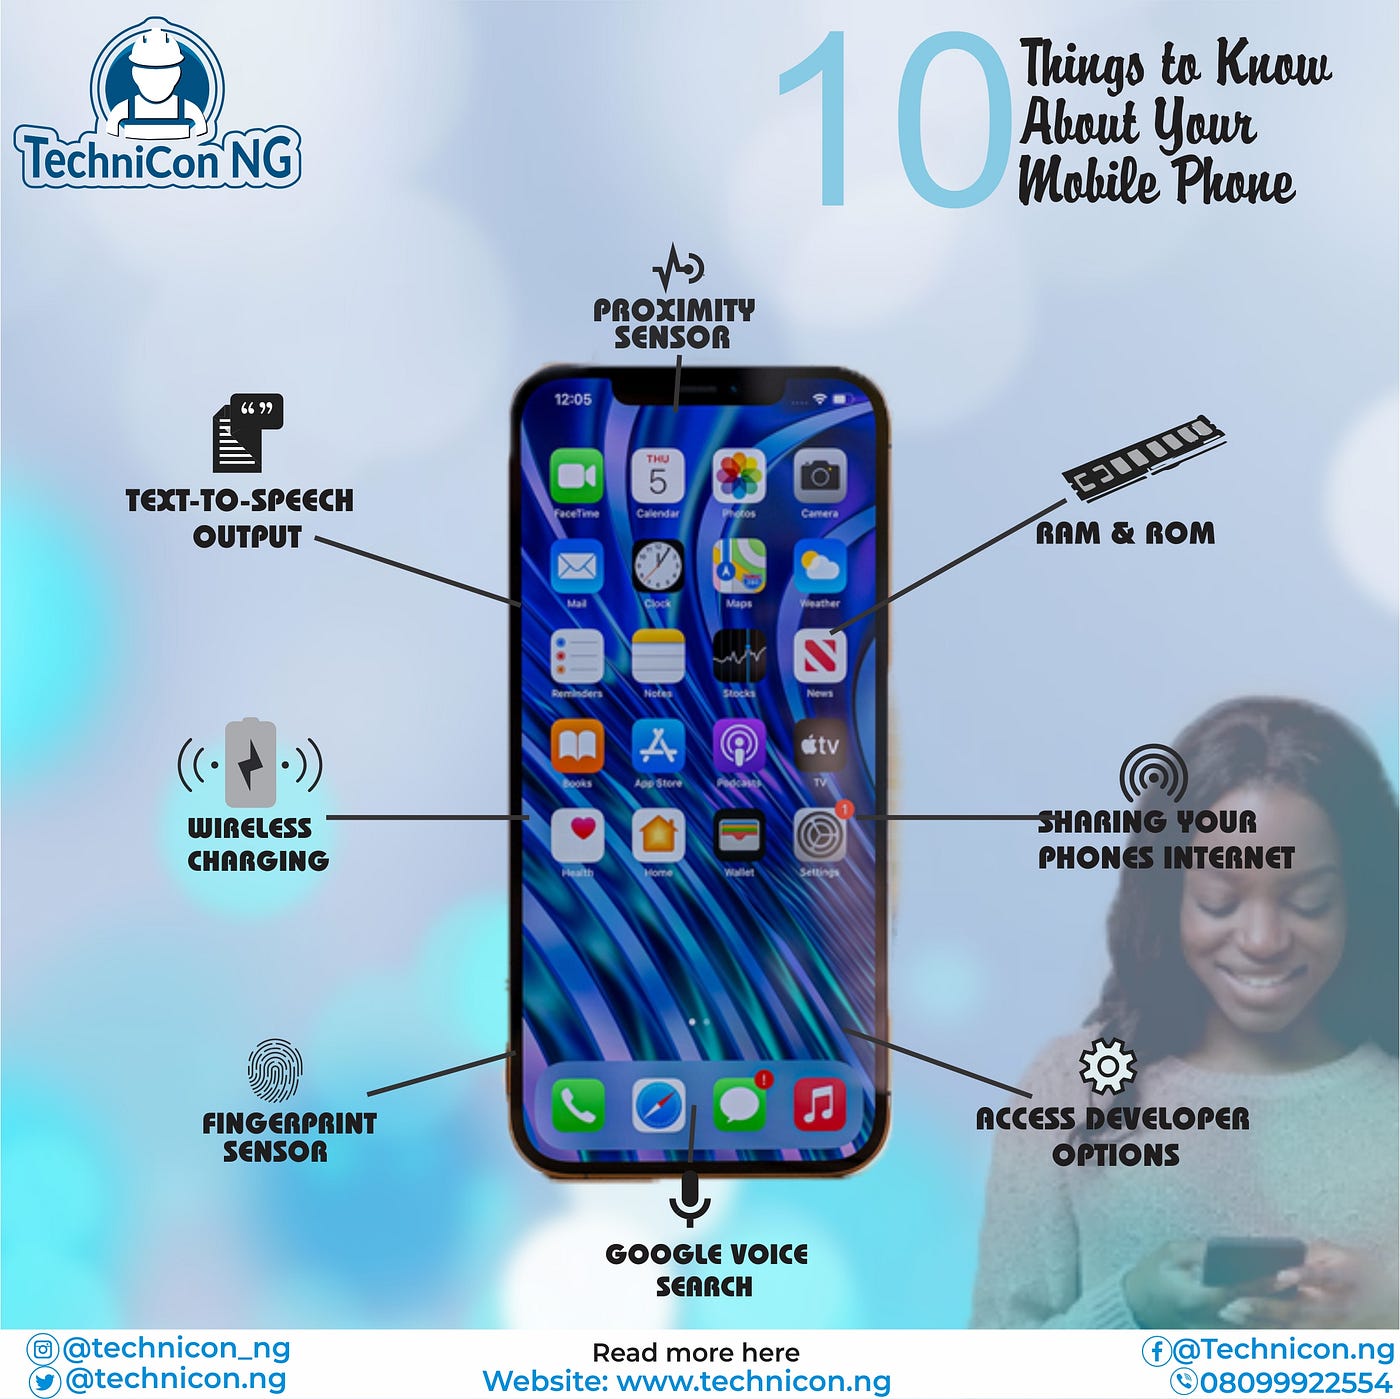 TechniCon NG
10 Things to Know
About Your
Mobile Phone
PROXIMITY
SENSOR
TEXT-TO-SPEECH
OUTPUT
RAM & ROM
WIRELESS
CHARGING
SHARING YOUR
PHONES INTERNET
FINGERPRINT
SENSOR
ACCESS DEVELOPER
OPTIONS
GOOGLE VOICE
SEARCH
12:05
THU
5
FaceTime Calendar Photos Camera
280
Mail Clock Maps Weather
Reminders Notes Stocks News
tv
Books App Store Podcasts TV
1
Health Home Wallet Settings
!
@technicon_ng
@technicon.ng
Read more here
Website: www.technicon.ng
@Technicon.ng
08099922554